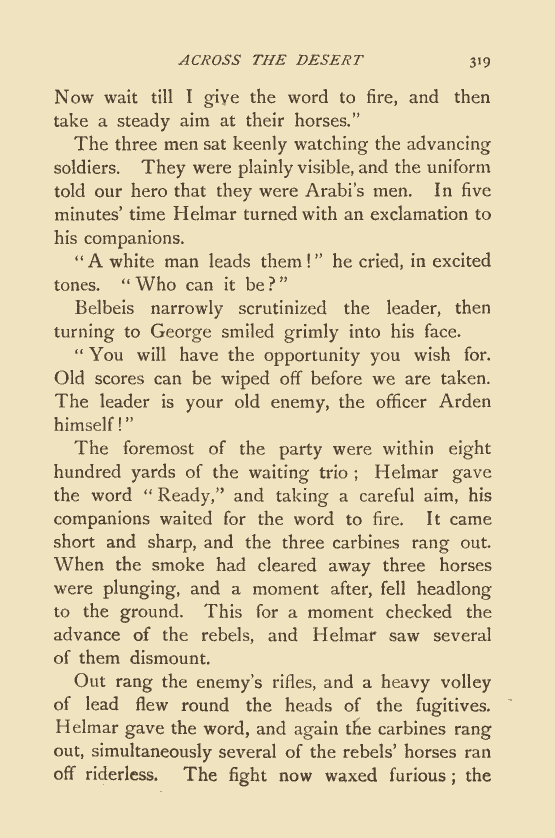 ACROSS THE DESERT 319
Now wait till I give the word to fire, and then
take a steady aim at their horses."
The three men sat keenly watching the advancing
soldiers. They were plainly visible, and the uniform
told our hero that they were Arabi's men. In five
minutes' time Helmar turned with an exclamation to
his companions.
"A white man leads them!" he cried, in excited
tones. "Who can it be?"
Belbeis narrowly scrutinized the leader, then
turning to George smiled grimly into his face.
"You will have the opportunity you wish for.
Old scores can be wiped off before we are taken.
The leader is your old enemy, the officer Arden
himself!"
The foremost of the party were within eight
hundred yards of the waiting trio; Helmar gave
the word "Ready," and taking a careful aim, his
companions waited for the word to fire. It came
short and sharp, and the three carbines rang out.
When the smoke had cleared away three horses
were plunging, and a moment after, fell headlong
to the ground. This for a moment checked the
advance of the rebels, and Helmar saw several
of them dismount.
Out rang the enemy's rifles, and a heavy volley
of lead flew round the heads of the fugitives.
Helmar gave the word, and again the carbines rang
out, simultaneously several of the rebels' horses ran
off riderless. The fight now waxed furious; the